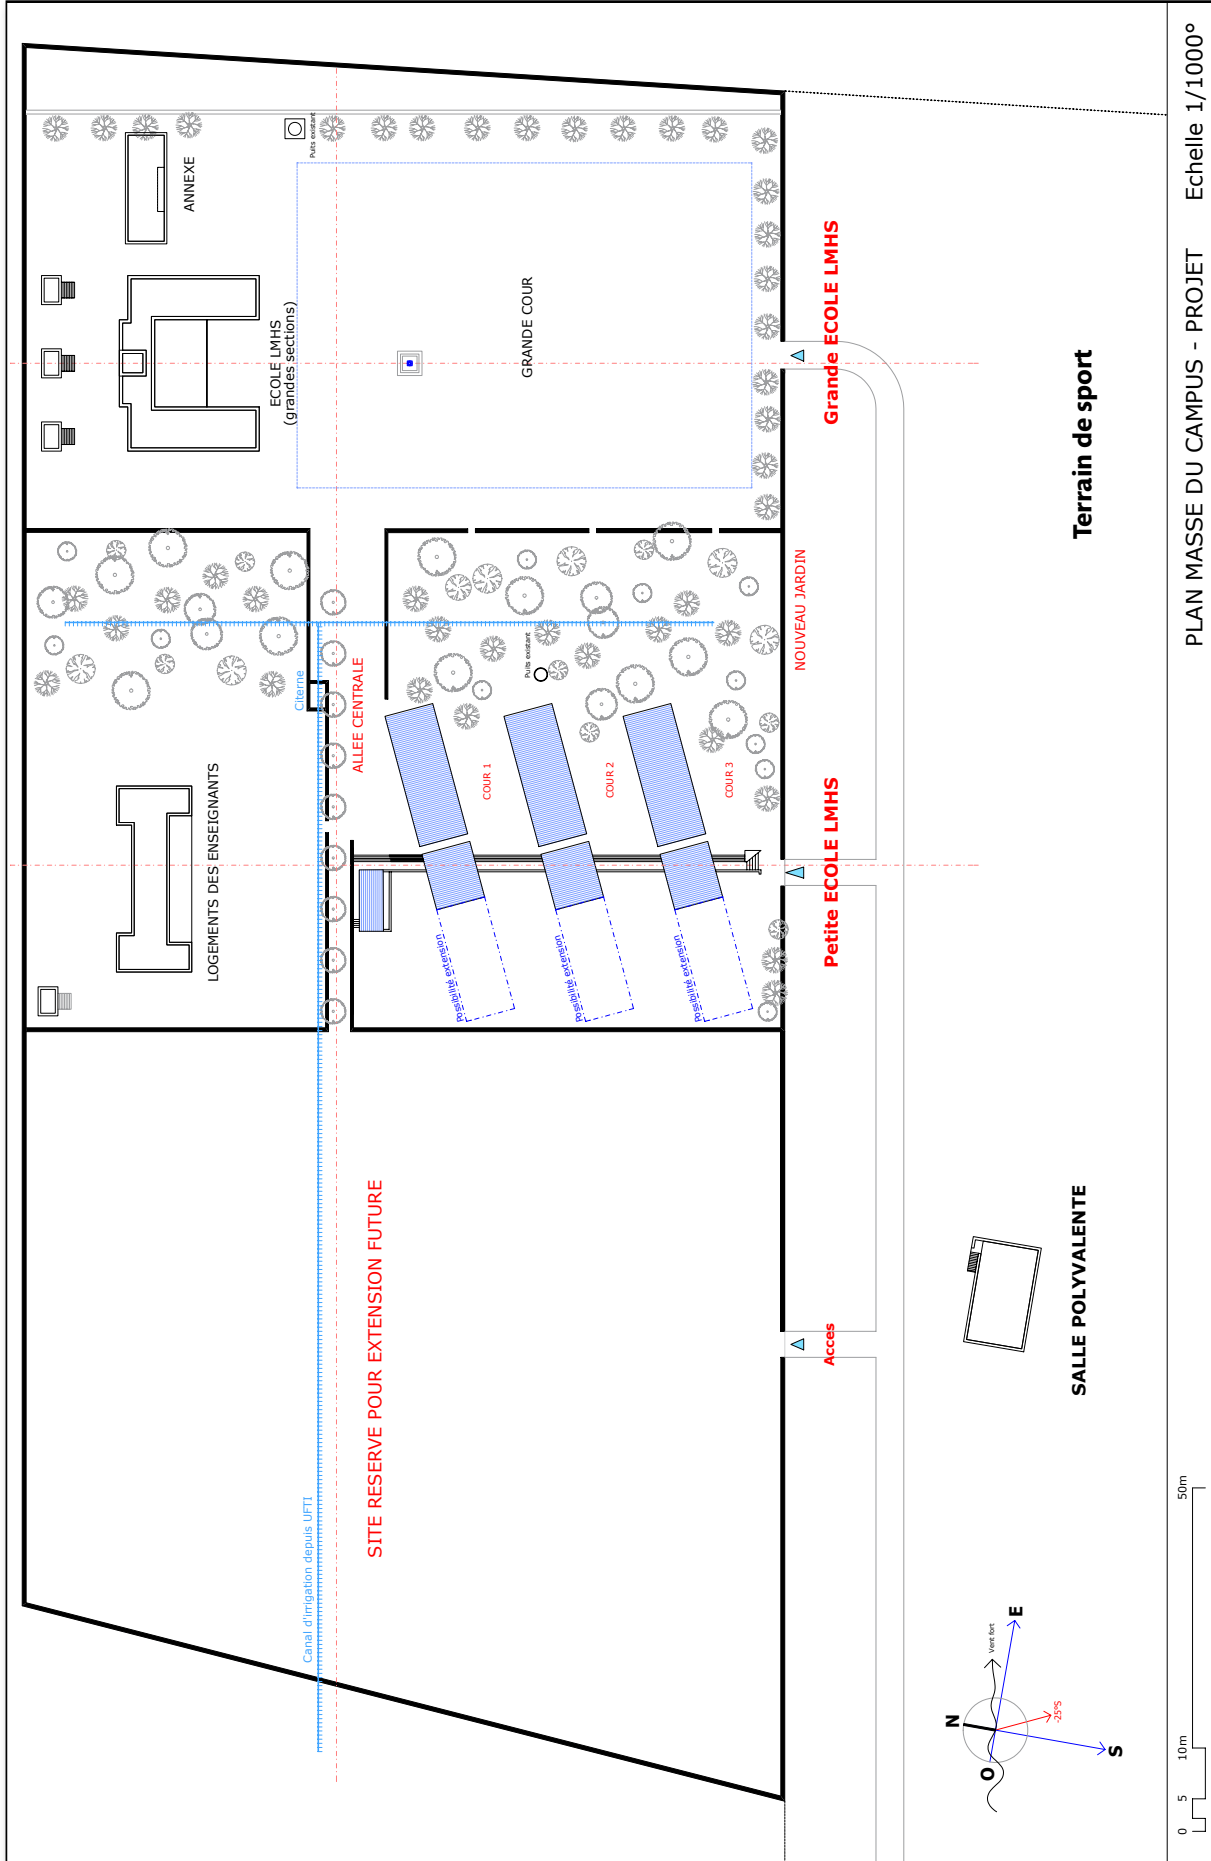 PLAN MASSE DU CAMPUS - PROJET Echelle 1/1000°
ANNEXE
Puits existant
ECOLE LMHS
(grandes sections)
GRANDE COUR
Grande ECOLE LMHS
Terrain de sport
NOUVEAU JARDIN
Puits existant
Citerne
ALLEE CENTRALE
LOGEMENTS DES ENSEIGNANTS
COUR 1
COUR 2
COUR 3
Possibilité extension
Possibilité extension
Possibilité extension
Petite ECOLE LMHS
SITE RESERVE POUR EXTENSION FUTURE
Canal d'irrigation depuis UFTI
Acces
SALLE POLYVALENTE
N
E
S
O
Vent fort
-25°S
0 5 10m 50m